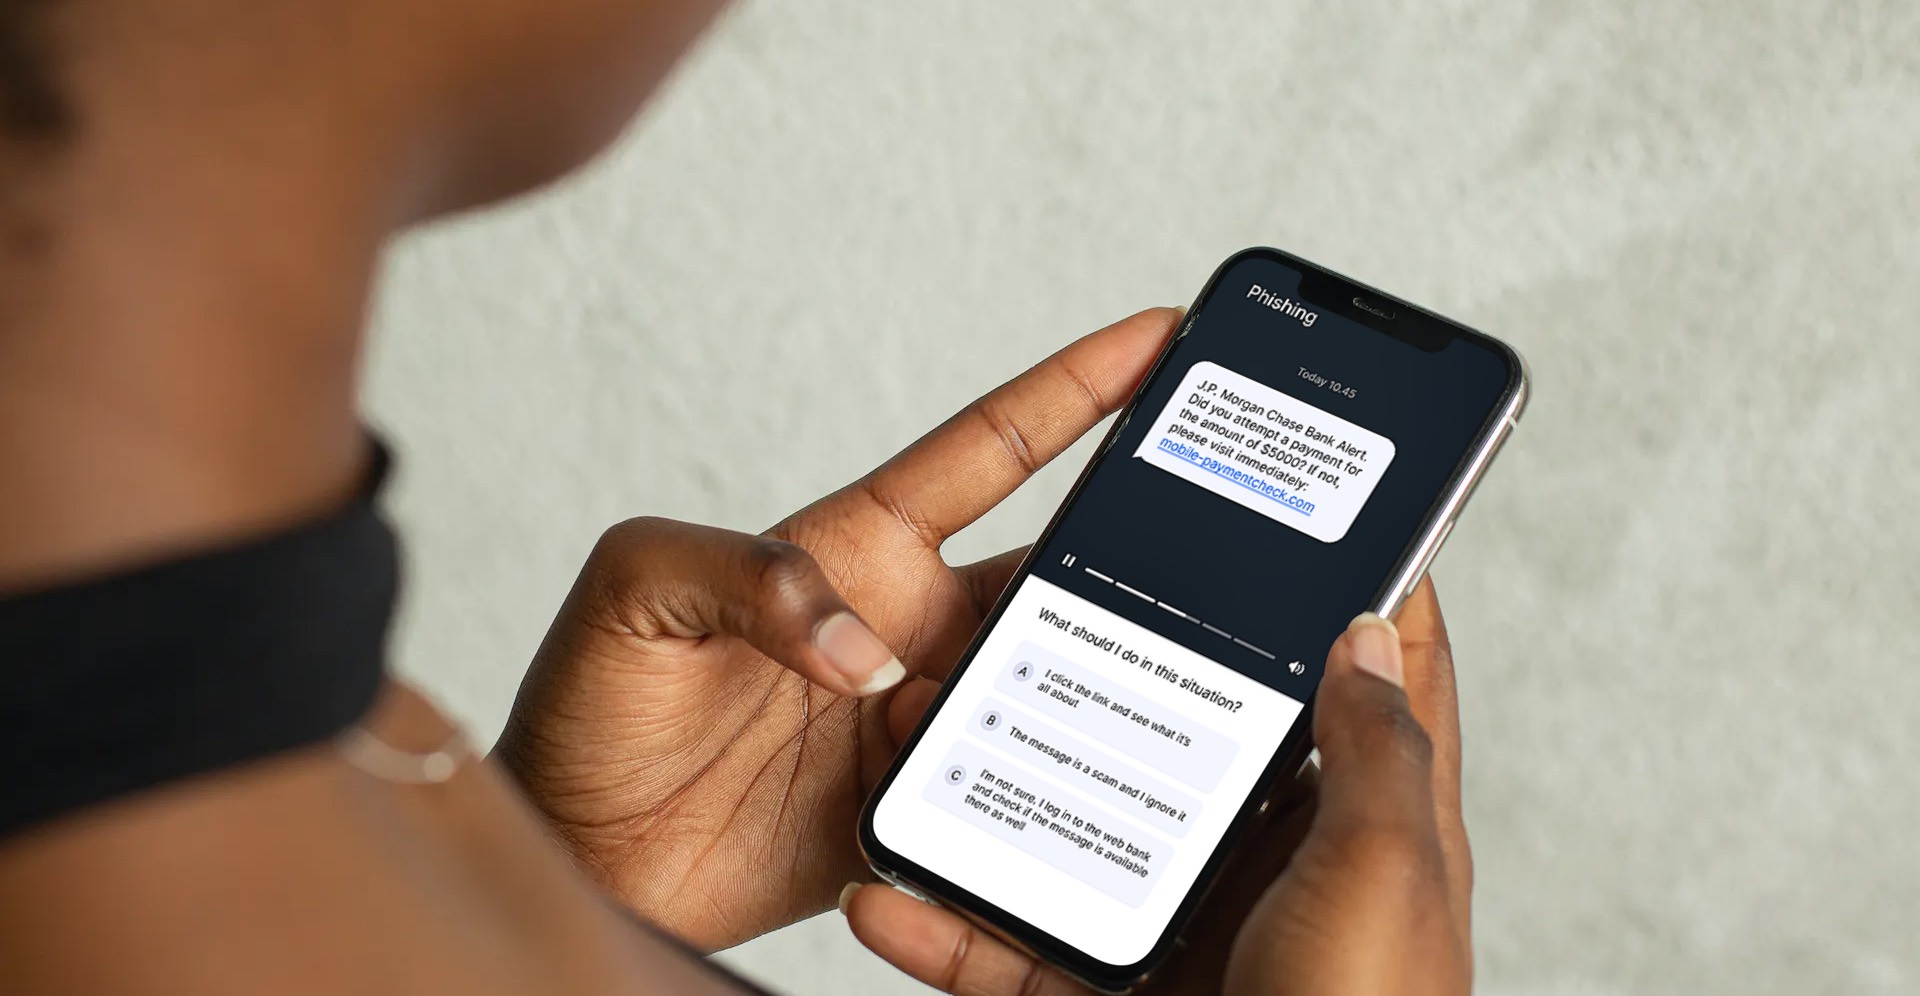 Phishing
Today 10.45
J.P. Morgan Chase Bank Alert.
Did you attempt a payment for
the amount of $5000? If not,
please visit immediately:
mobile-paymentcheck.com
What should I do in this situation?
A
I click the link and see what it's
all about
B
The message is a scam and I ignore it
C
I'm not sure, I log in to the web bank
and check if the message is available
there as well